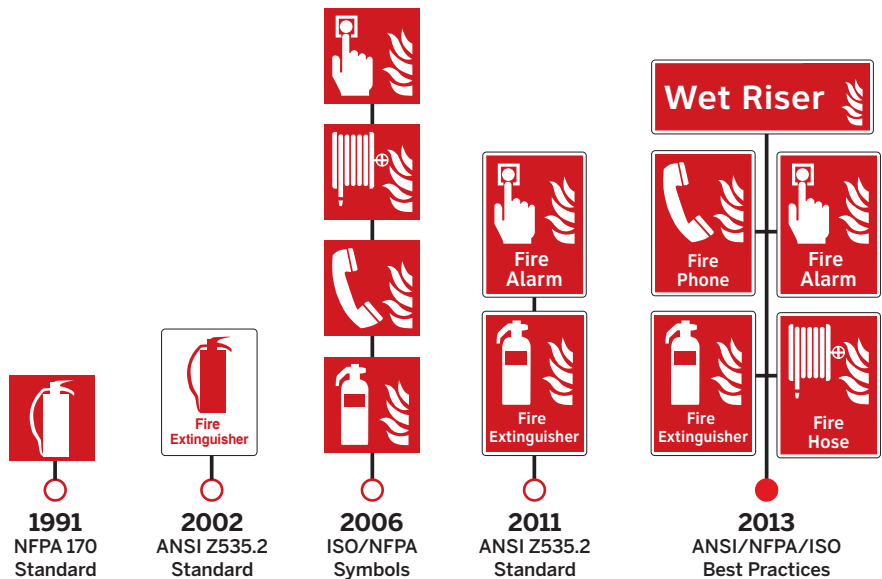 Wet Riser
Fire
Alarm
Fire
Phone
Fire
Alarm
Fire
Extinguisher
Fire
Extinguisher
Fire
Extinguisher
Fire
Hose
1991
NFPA 170
Standard
2002
ANSI Z535.2
Standard
2006
ISO/NFPA
Symbols
2011
ANSI Z535.2
Standard
2013
ANSI/NFPA/ISO
Best Practices